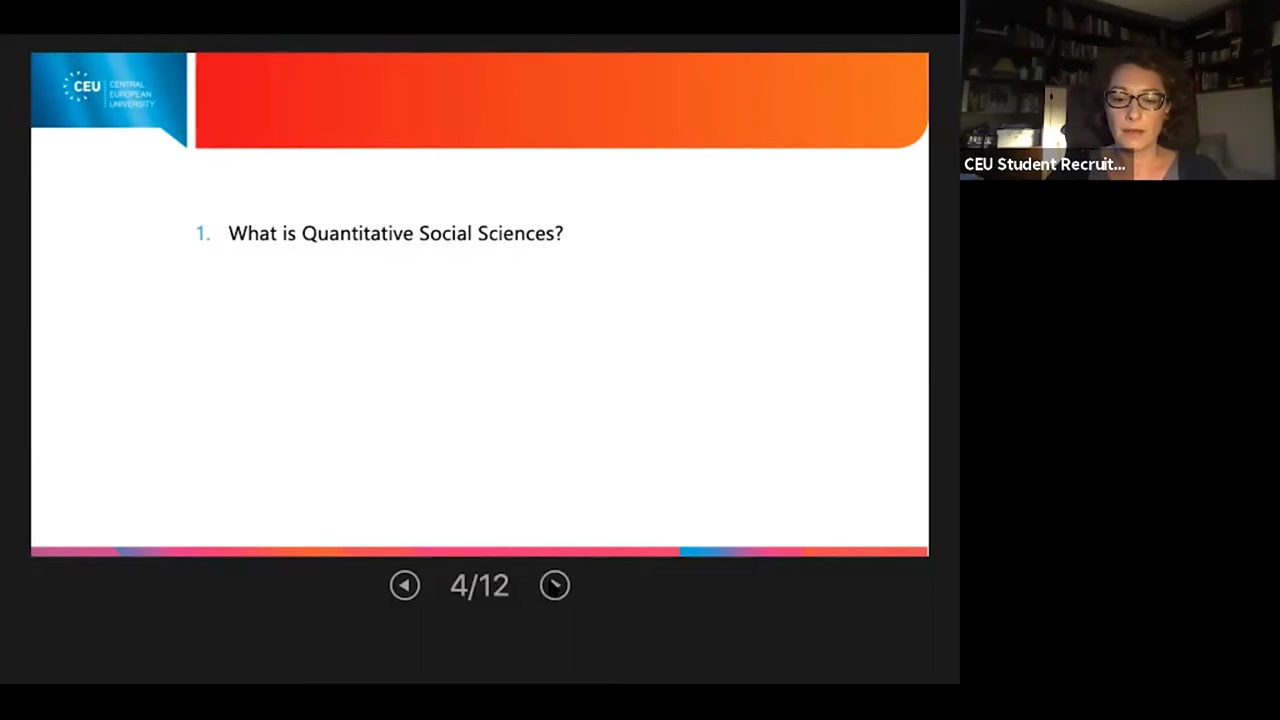 CEU
CENTRAL
EUROPEAN
UNIVERSITY
CEU Student Recruit...
1. What is Quantitative Social Sciences?
4/12